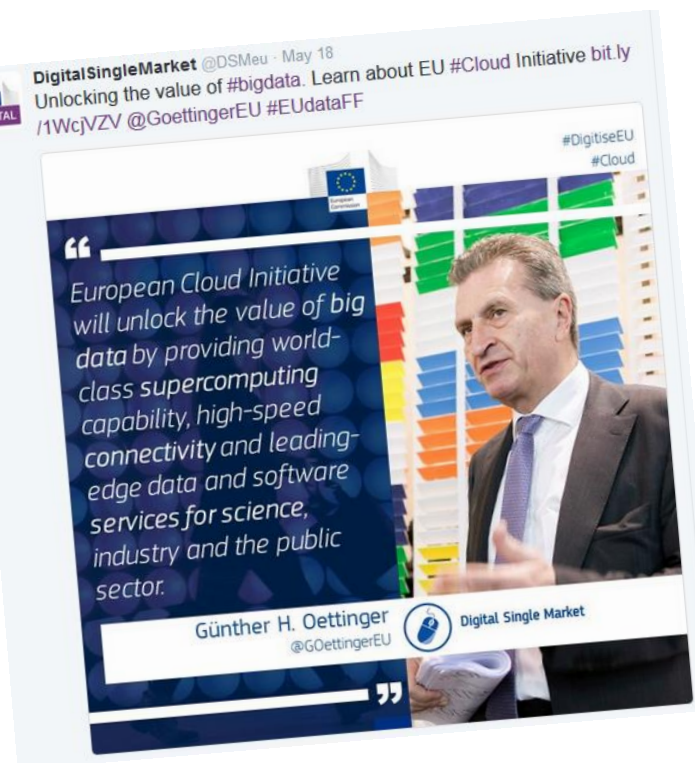 DigitalSingleMarket @DSMeu · May 18
Unlocking the value of #bigdata. Learn about EU #Cloud Initiative bit.ly
/1WcjVZV @GoettingerEU #EUdataFF
TAL
#DigitiseEU
#Cloud
European
Commission
“
European Cloud Initiative
will unlock the value of big
data by providing world-
class supercomputing
capability, high-speed
connectivity and leading-
edge data and software
services for science,
industry and the public
sector.
Günther H. Oettinger
@GOettingerEU
Digital Single Market
”